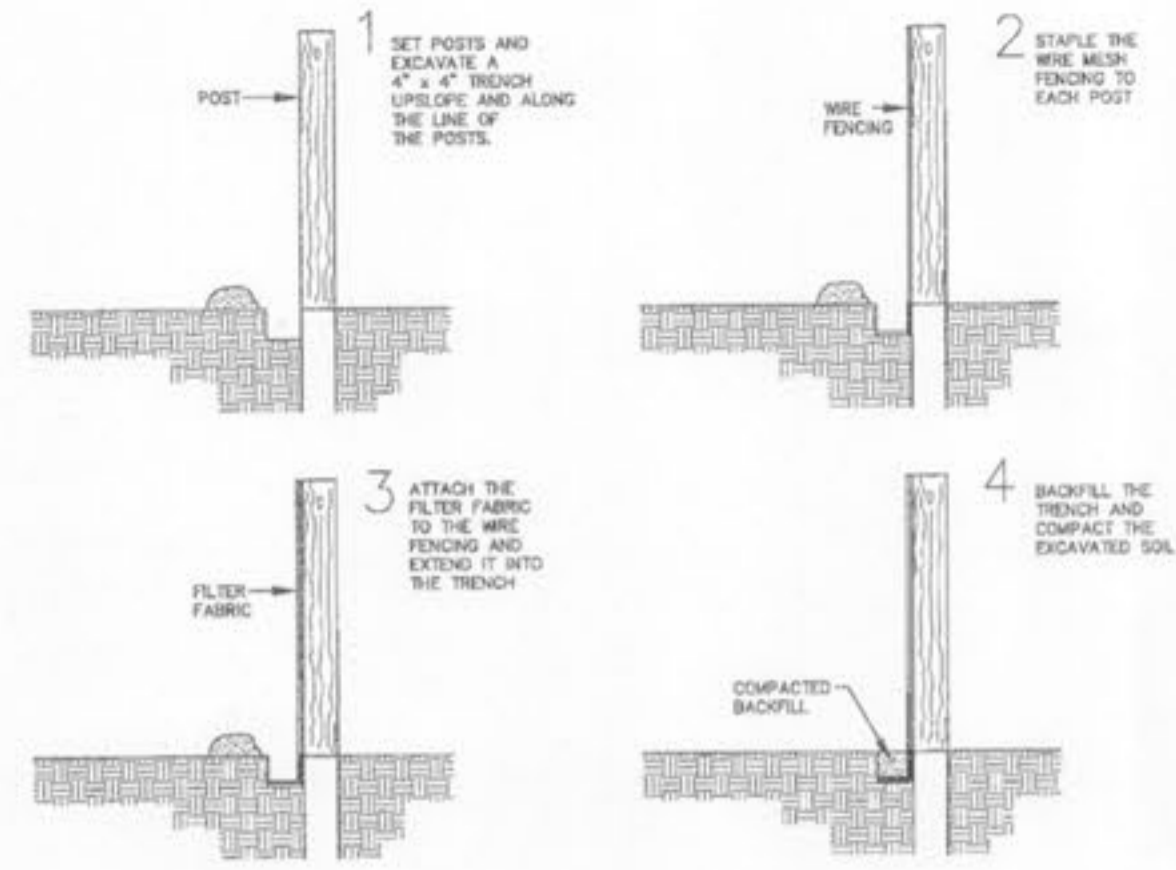 1
SET POSTS AND
EXCAVATE A
4" x 4" TRENCH
UPSLOPE AND ALONG
THE LINE OF
THE POSTS.
POST
2
STAPLE THE
WIRE MESH
FENCING TO
EACH POST
WIRE
FENCING
3
ATTACH THE
FILTER FABRIC
TO THE WIRE
FENCING AND
EXTEND IT INTO
THE TRENCH
FILTER
FABRIC
4
BACKFILL THE
TRENCH AND
COMPACT THE
EXCAVATED SOIL
COMPACTED
BACKFILL